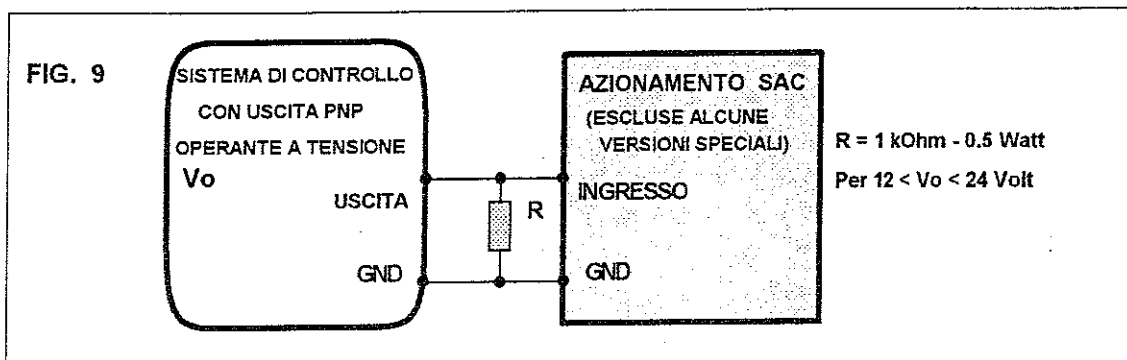 FIG. 9
SISTEMA DI CONTROLLO
CON USCITA PNP
OPERANTE A TENSIONE
Vo
USCITA
GND
R
AZIONAMENTO SAC
(ESCLUSE ALCUNE
VERSIONI SPECIALI)
INGRESSO
GND
R = 1 kOhm - 0.5 Watt
Per 12 < Vo < 24 Volt